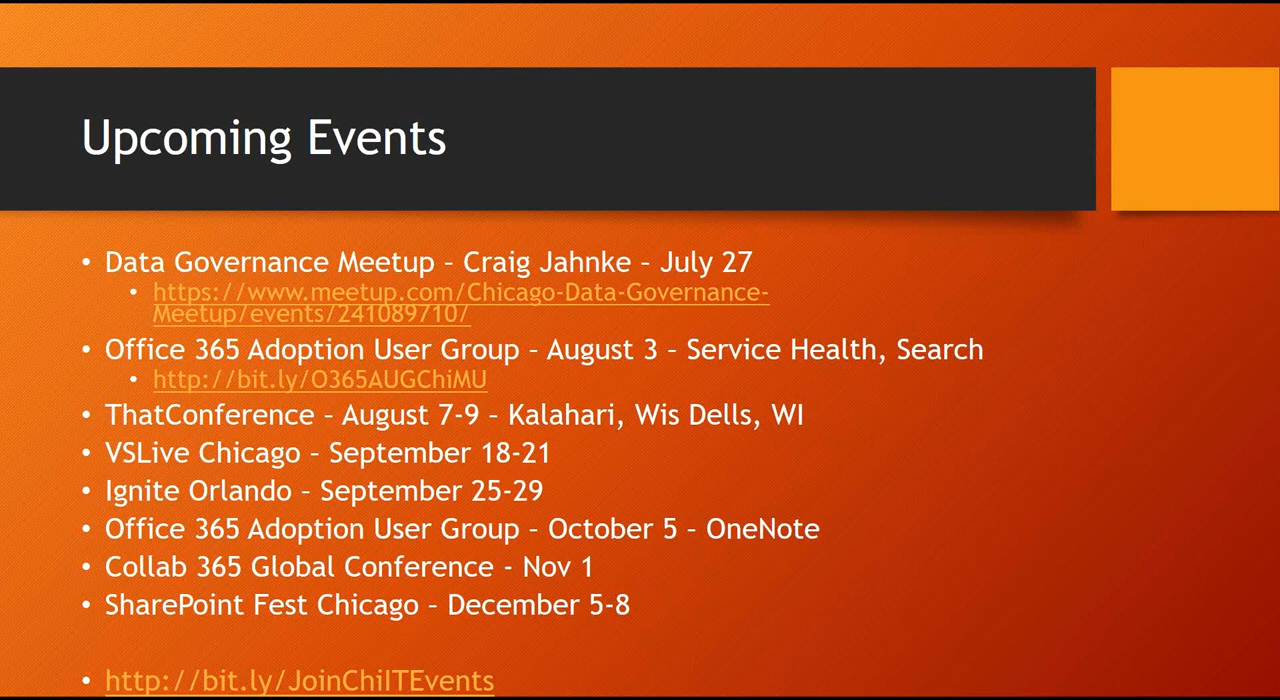 Upcoming Events
• Data Governance Meetup – Craig Jahnke – July 27
• https://www.meetup.com/Chicago-Data-Governance-
Meetup/events/241089710/
• Office 365 Adoption User Group – August 3 – Service Health, Search
• http://bit.ly/O365AUGChiMU
• ThatConference – August 7-9 – Kalahari, Wis Dells, WI
• VSLive Chicago – September 18-21
• Ignite Orlando – September 25-29
• Office 365 Adoption User Group – October 5 – OneNote
• Collab 365 Global Conference - Nov 1
• SharePoint Fest Chicago – December 5-8
• http://bit.ly/JoinChiITEvents